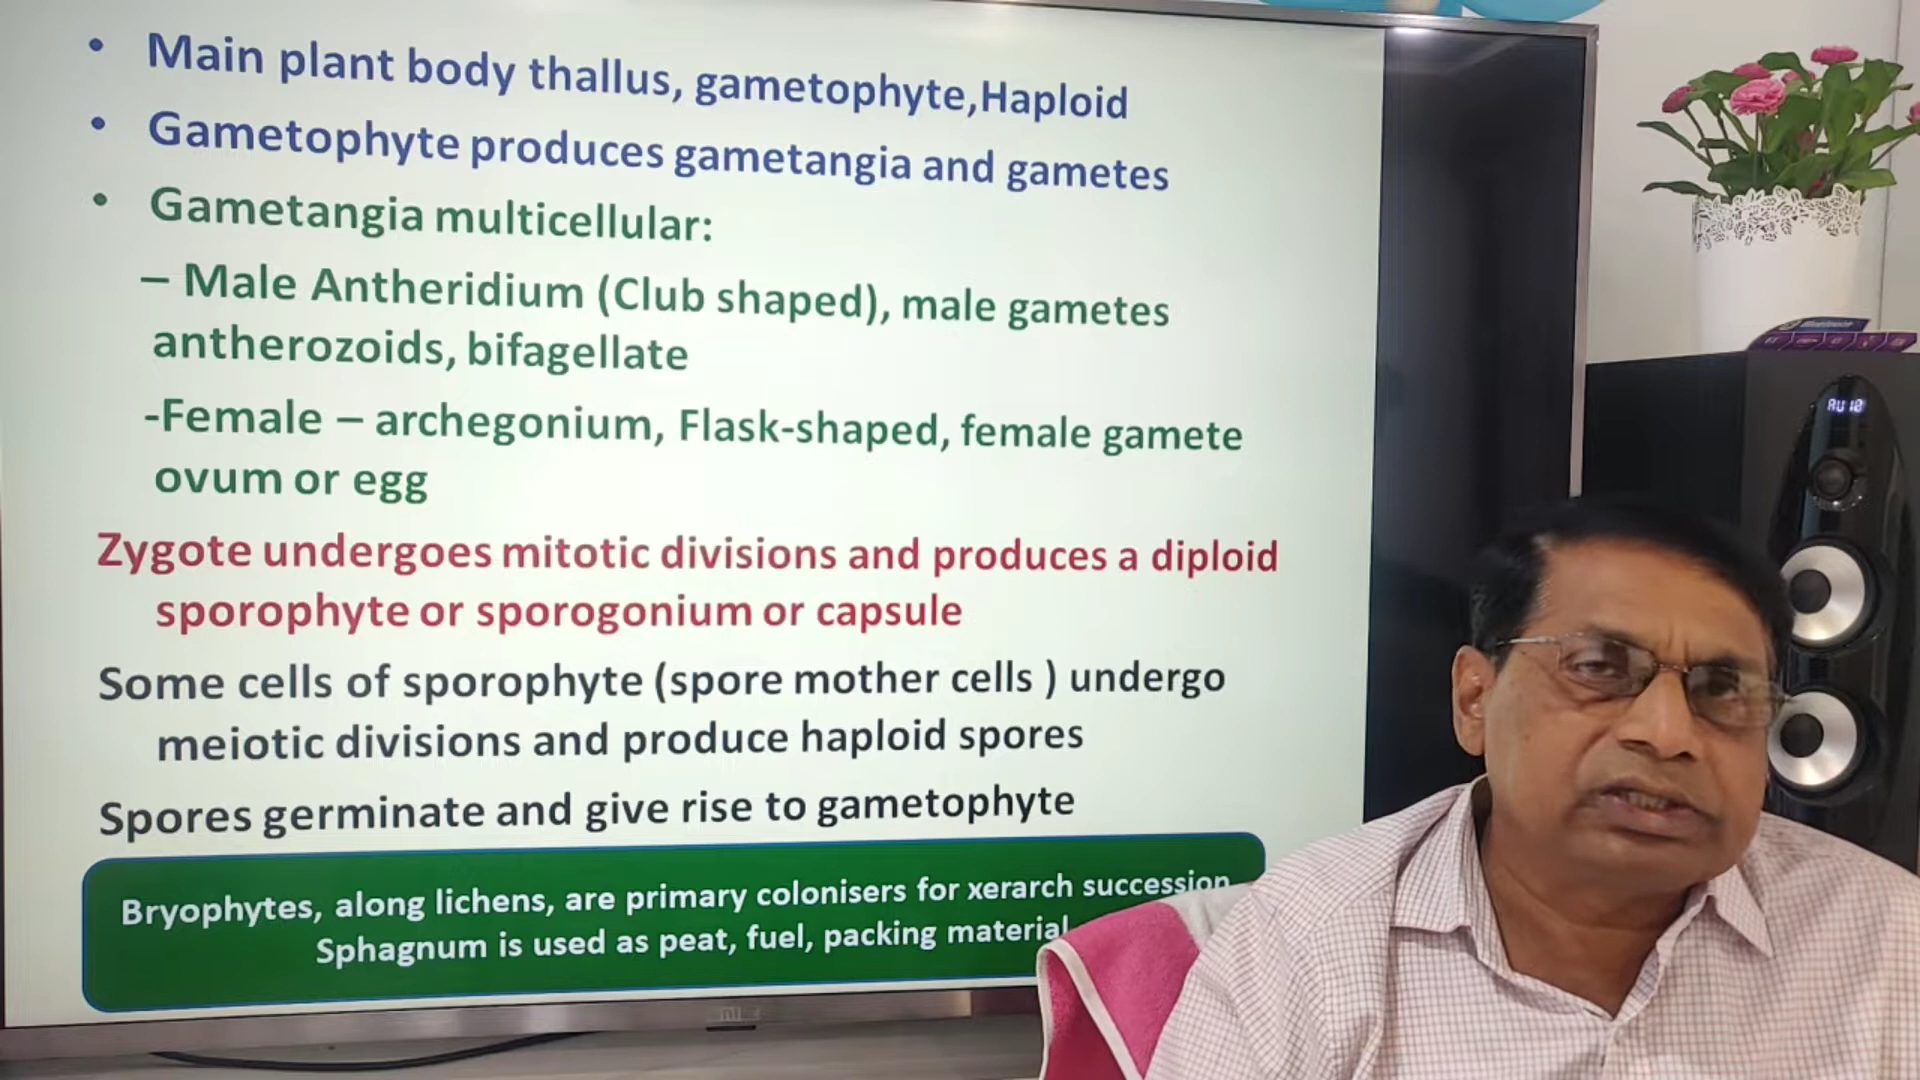 • Main plant body thallus, gametophyte,Haploid
• Gametophyte produces gametangia and gametes
• Gametangia multicellular:
– Male Antheridium (Club shaped), male gametes
antherozoids, bifagellate
-Female – archegonium, Flask-shaped, female gamete
ovum or egg
Zygote undergoes mitotic divisions and produces a diploid
sporophyte or sporogonium or capsule
Some cells of sporophyte (spore mother cells ) undergo
meiotic divisions and produce haploid spores
Spores germinate and give rise to gametophyte
Bryophytes, along lichens, are primary colonisers for xerarch succession
Sphagnum is used as peat, fuel, packing material